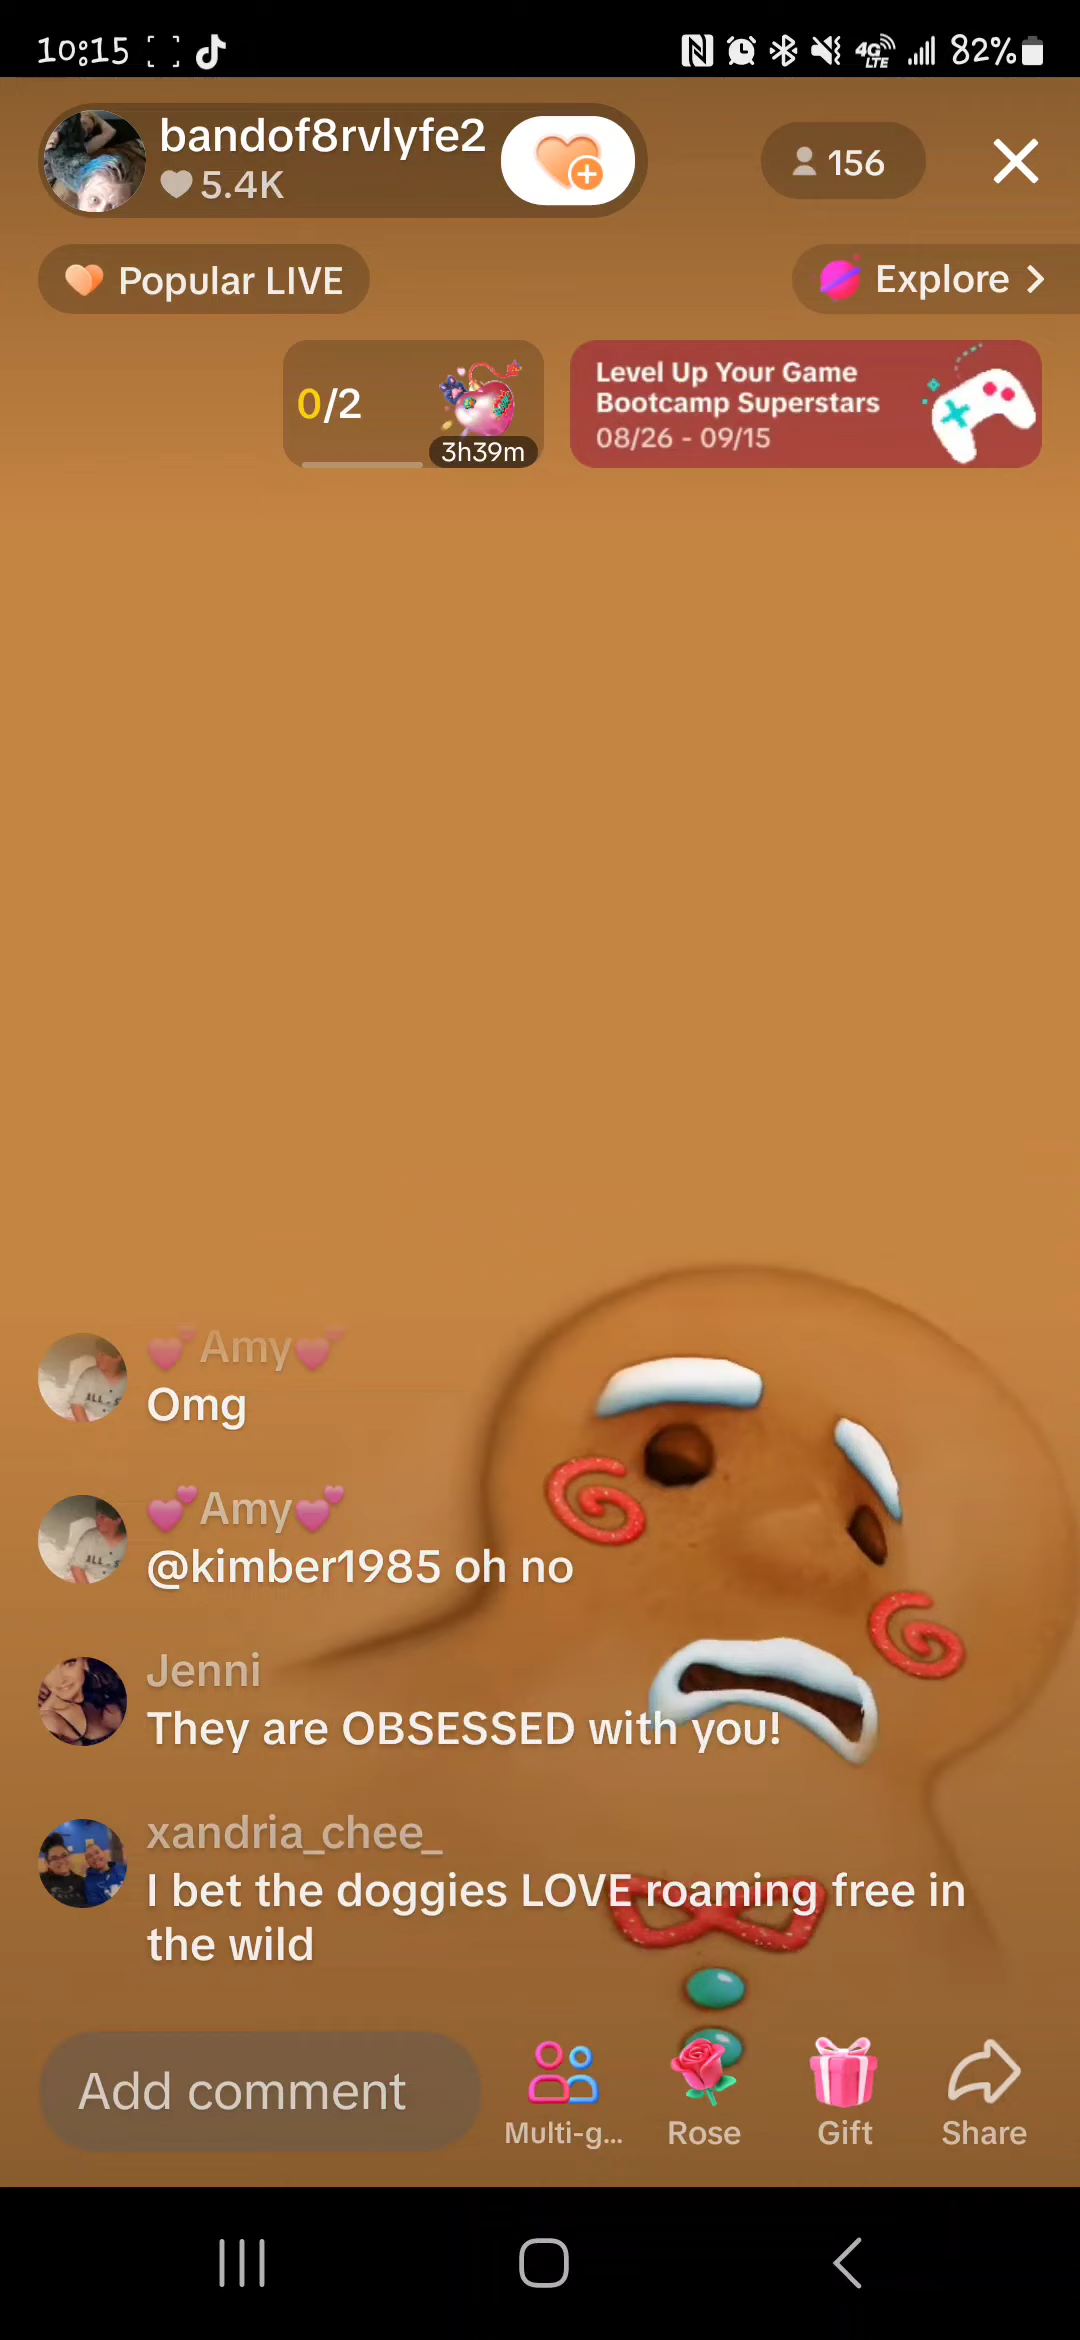 10:15
4G LTE
82%
bandof8rvlyfe2
5.4K
156
Popular LIVE
Explore
0/2
3h39m
Level Up Your Game
Bootcamp Superstars
08/26 - 09/15
💕Amy💕
Omg
💕Amy💕
@kimber1985 oh no
Jenni
They are OBSESSED with you!
xandria_chee_
I bet the doggies LOVE roaming free in
the wild
Add comment
Multi-g...
Rose
Gift
Share